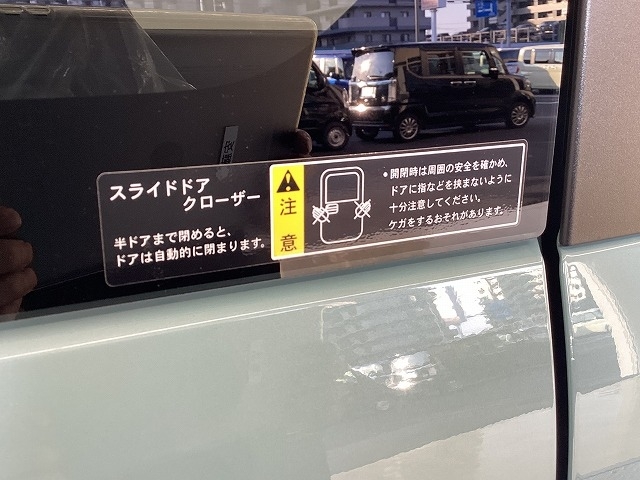 スライドドア
クローザー
半ドアまで閉めると、
ドアは自動的に閉まります。
注意
•開閉時は周囲の安全を確かめ、
ドアに指などを挟まないように
十分注意してください。
ケガをするおそれがあります。